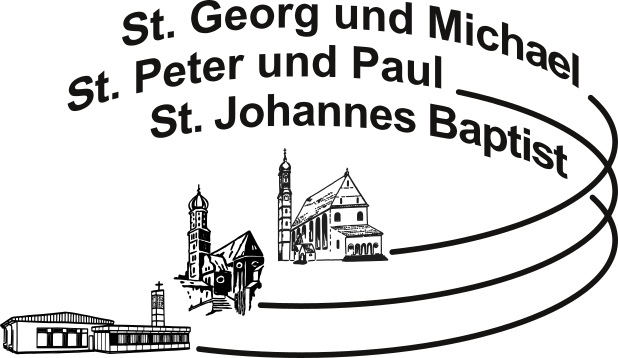 St. Georg und Michael
St. Peter und Paul
St. Johannes Baptist